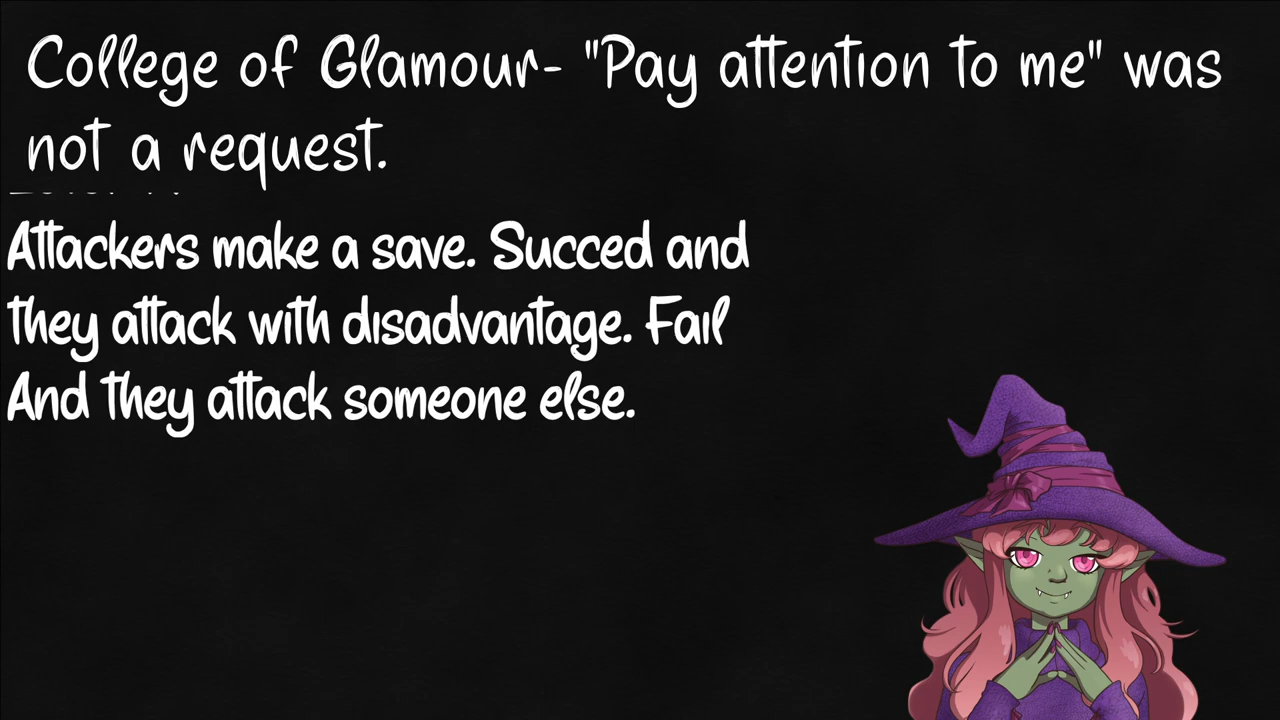 College of Glamour- "Pay attention to me" was
not a request.
Attackers make a save. Succed and
they attack with disadvantage. Fail
And they attack someone else.